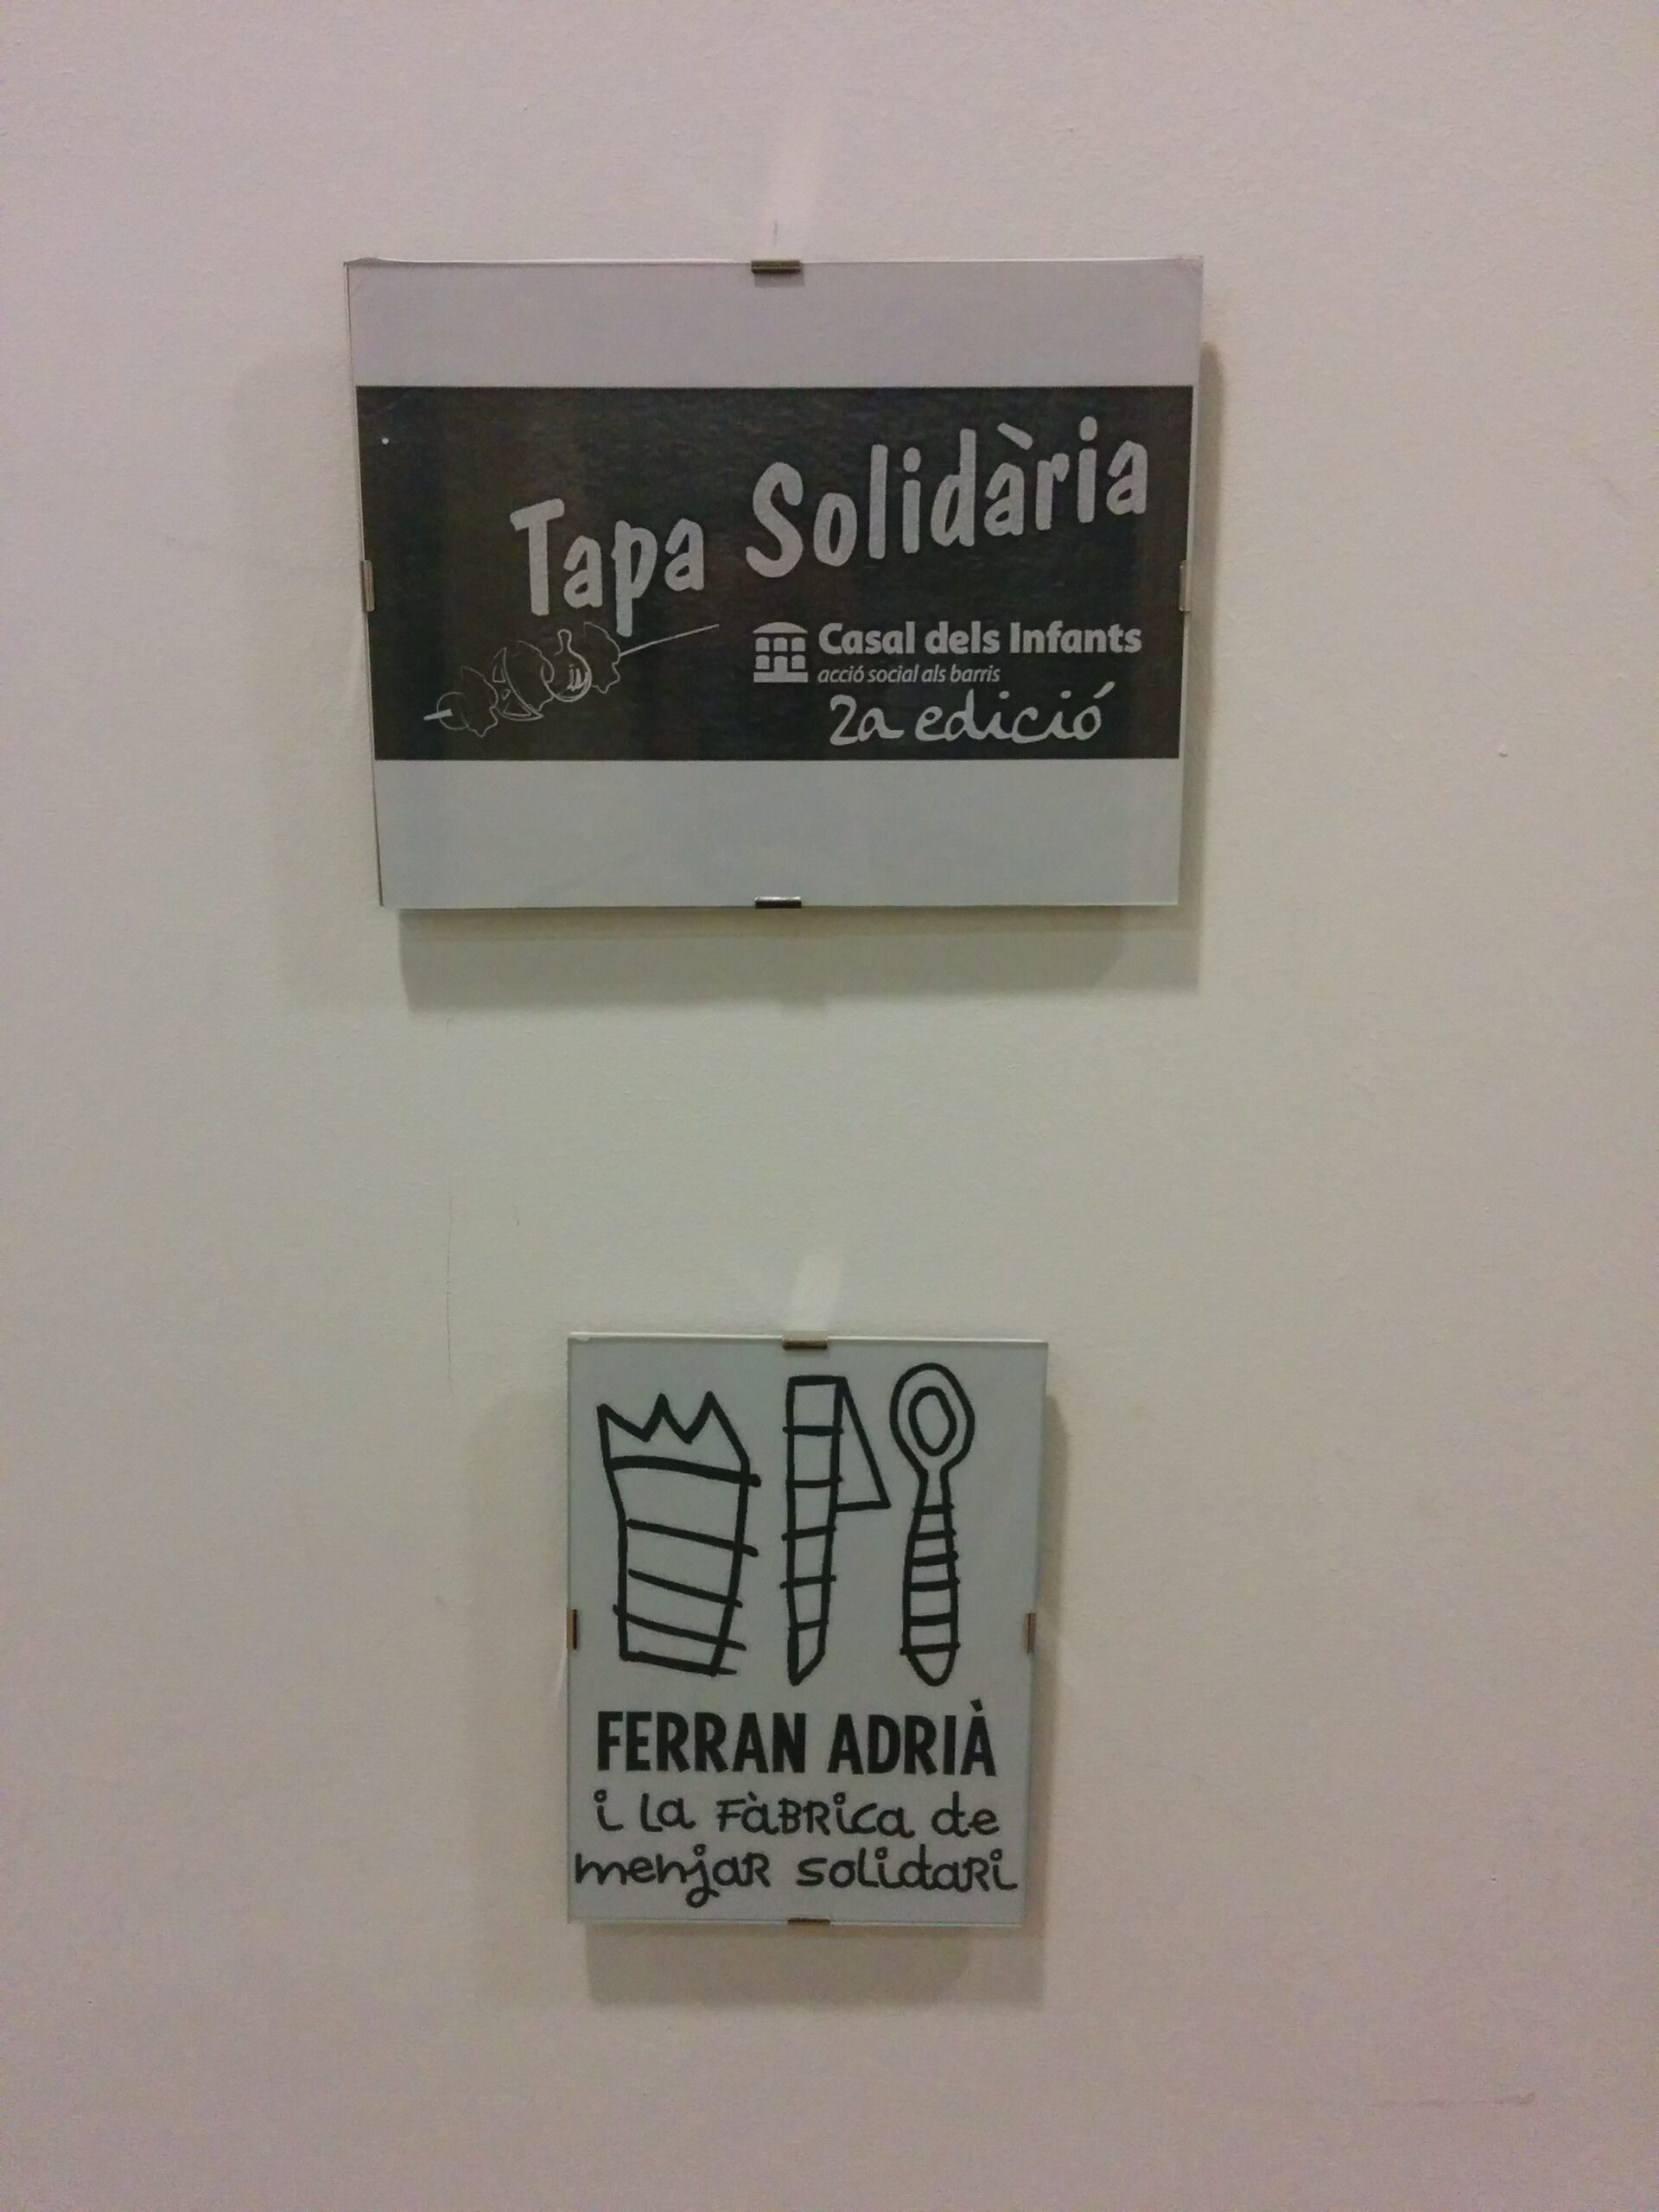 Tapa Solidària
Casal dels Infants
acció social als barris
2a edició
FERRAN ADRIÀ
i la FàBRica de
menjaR solidaRi